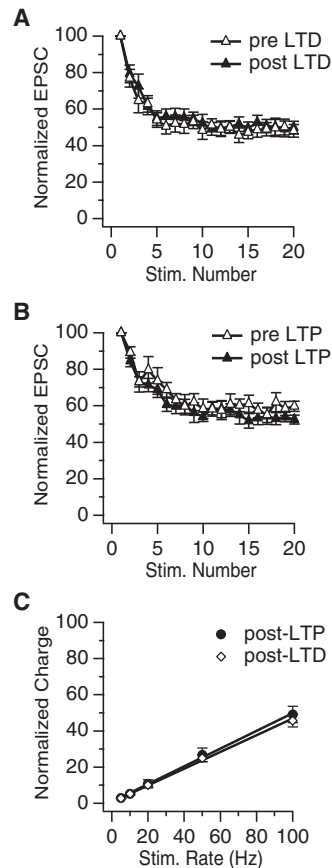 A
100
80
60
40
20
0
Normalized EPSC
pre LTD
post LTD
0 5 10 15 20
Stim. Number
B
100
80
60
40
20
0
Normalized EPSC
pre LTP
post LTP
0 5 10 15 20
Stim. Number
C
100
80
60
40
20
0
Normalized Charge
post-LTP
post-LTD
0 20 40 60 80 100
Stim. Rate (Hz)